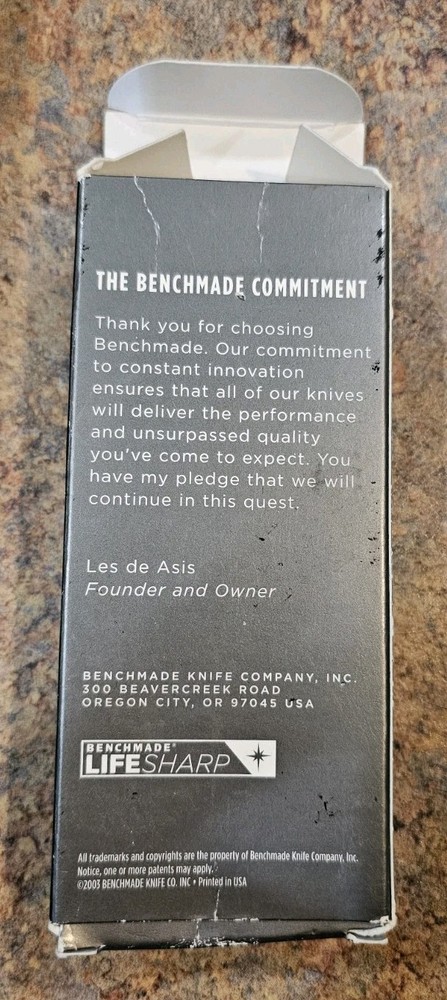 THE BENCHMADE COMMITMENT
Thank you for choosing
Benchmade. Our commitment
to constant innovation
ensures that all of our knives
will deliver the performance
and unsurpassed quality
you've come to expect. You
have my pledge that we will
continue in this quest.
Les de Asis
Founder and Owner
BENCHMADE KNIFE COMPANY, INC.
300 BEAVERCREEK ROAD
OREGON CITY, OR 97045 USA
BENCHMADE®
LIFESHARP
All trademarks and copyrights are the property of Benchmade Knife Company, Inc.
Notice, one or more patents may apply.
©2003 BENCHMADE KNIFE CO. INC • Printed in USA